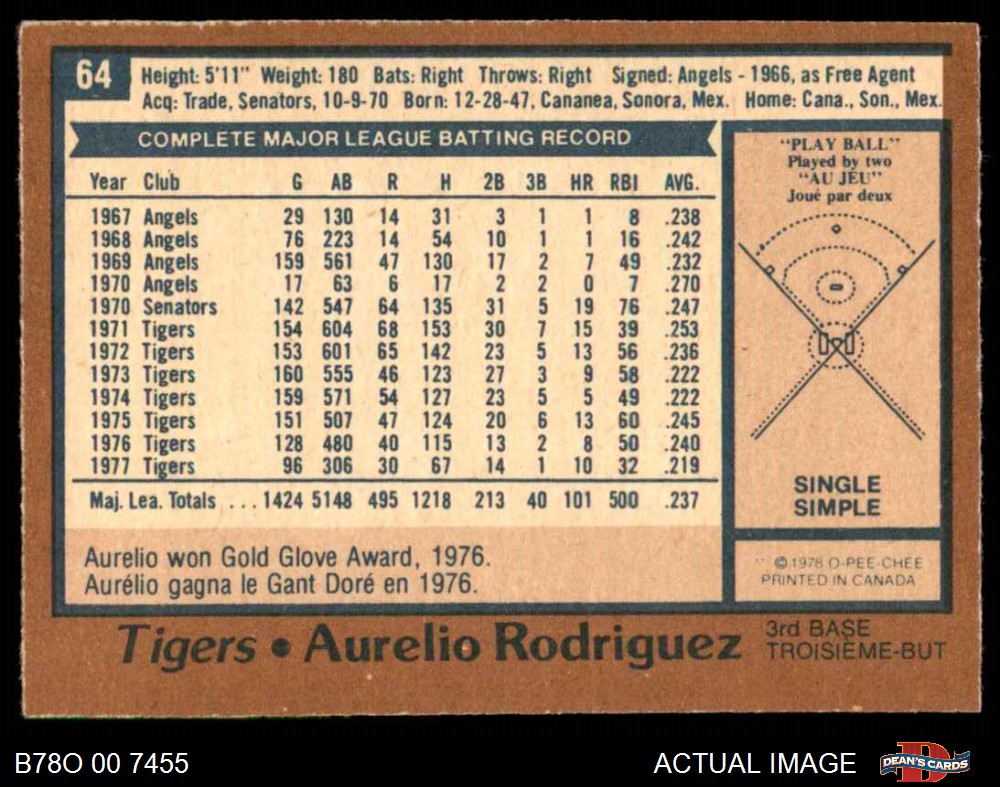 64
Height: 5'11" Weight: 180 Bats: Right Throws: Right Signed: Angels - 1966, as Free Agent
Acq: Trade, Senators, 10-9-70 Born: 12-28-47, Cananea, Sonora, Mex. Home: Cana., Son., Mex.
COMPLETE MAJOR LEAGUE BATTING RECORD
Year Club G AB R H 2B 3B HR RBI AVG.
1967 Angels 29 130 14 31 3 1 1 8 .238
1968 Angels 76 223 14 54 10 1 1 16 .242
1969 Angels 159 561 47 130 17 2 7 49 .232
1970 Angels 17 63 6 17 2 2 0 7 .270
1970 Senators 142 547 64 135 31 5 19 76 .247
1971 Tigers 154 604 68 153 30 7 15 39 .253
1972 Tigers 153 601 65 142 23 5 13 56 .236
1973 Tigers 160 555 46 123 27 3 9 58 .222
1974 Tigers 159 571 54 127 23 5 5 49 .222
1975 Tigers 151 507 47 124 20 6 13 60 .245
1976 Tigers 128 480 40 115 13 2 8 50 .240
1977 Tigers 96 306 30 67 14 1 10 32 .219
Maj. Lea. Totals ... 1424 5148 495 1218 213 40 101 500 .237
Aurelio won Gold Glove Award, 1976.
Aurélio gagna le Gant Doré en 1976.
"PLAY BALL"
Played by two
"AU JEU"
Joué par deux
SINGLE
SIMPLE
© 1978 O-PEE-CHEE
PRINTED IN CANADA
Tigers • Aurelio Rodriguez
3rd BASE
TROISIÈME-BUT
B78O 00 7455
ACTUAL IMAGE
D
DEAN'S CARDS